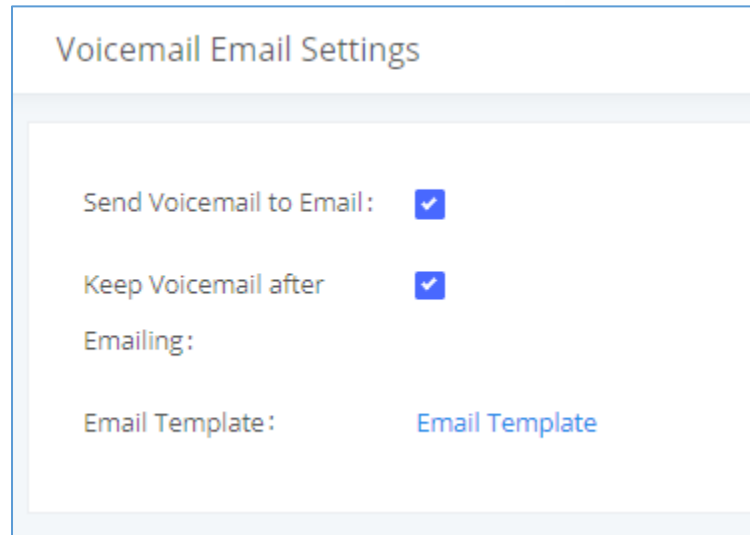 Voicemail Email Settings
Send Voicemail to Email:
Keep Voicemail after
Emailing:
Email Template: Email Template